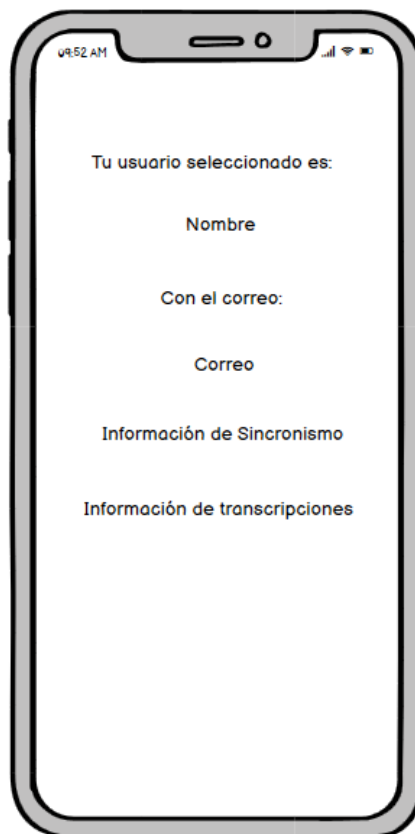 09:52 AM
Tu usuario seleccionado es:
Nombre
Con el correo:
Correo
Información de Sincronismo
Información de transcripciones